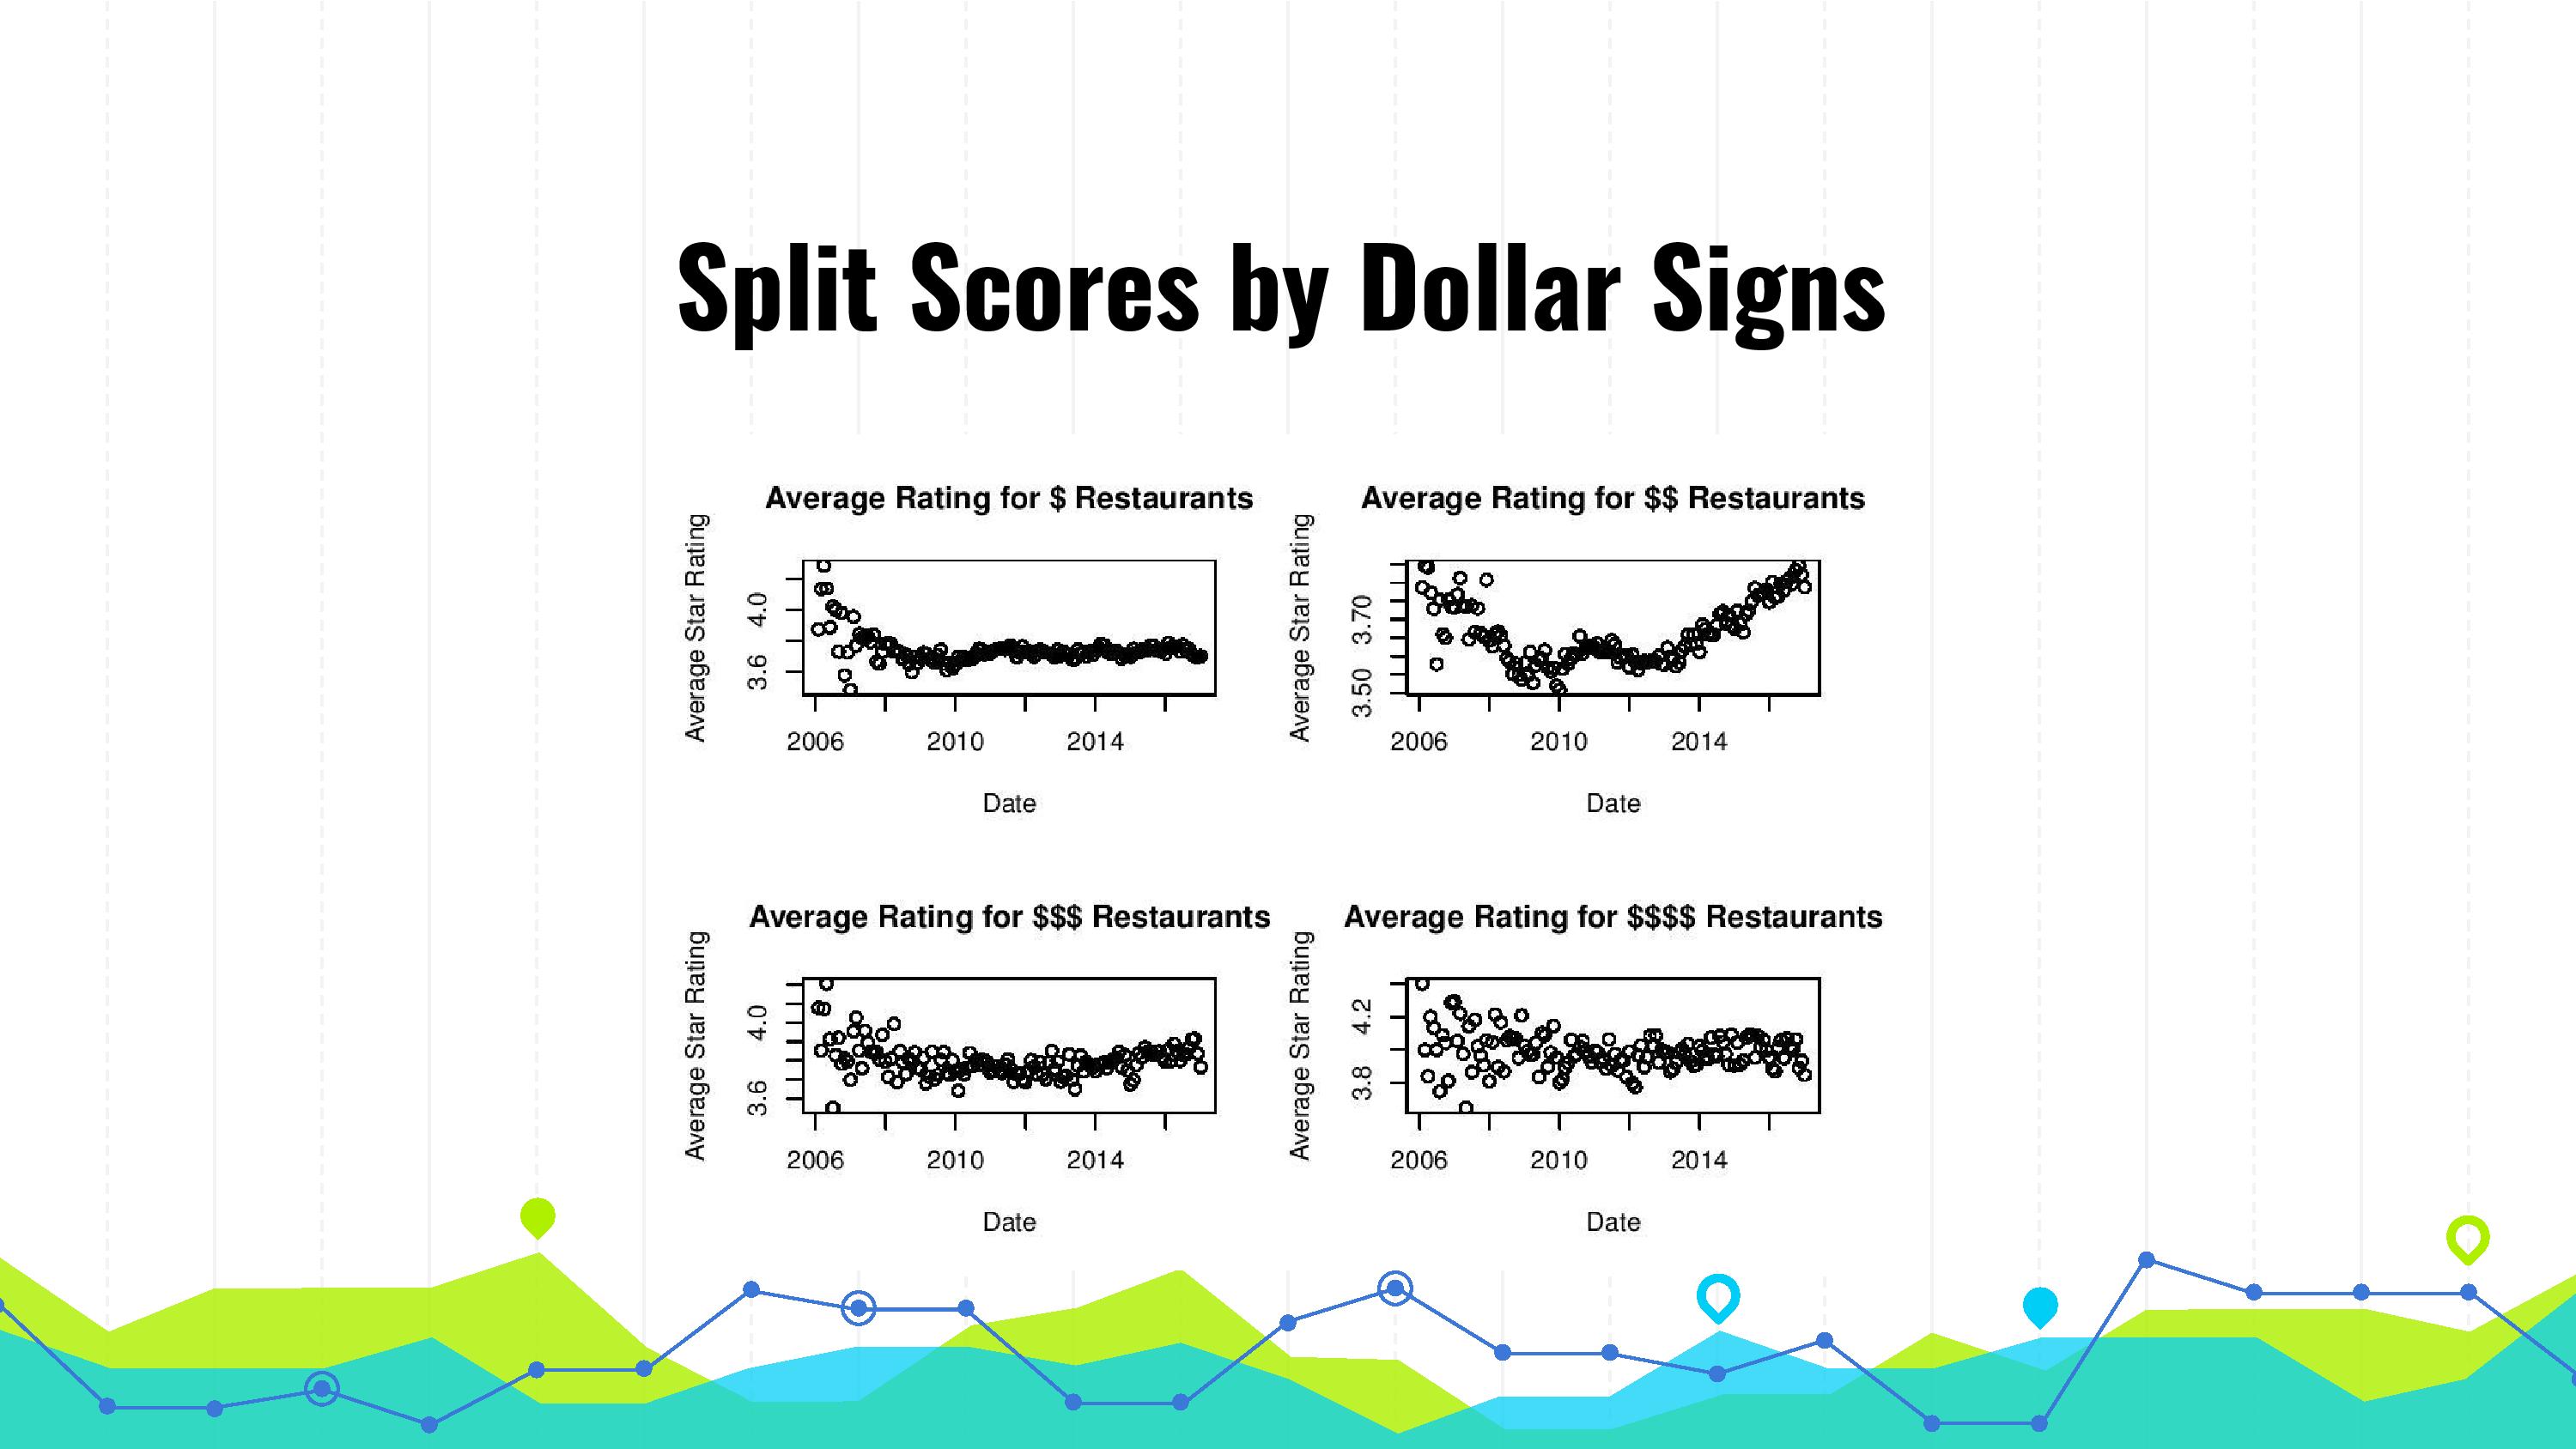 Split Scores by Dollar Signs
Average Rating for $ Restaurants
Average Star Rating
4.0
3.6
2006 2010 2014
Date
Average Rating for $$ Restaurants
Average Star Rating
3.70
3.50
2006 2010 2014
Date
Average Rating for $$$ Restaurants
Average Star Rating
4.0
3.6
2006 2010 2014
Date
Average Rating for $$$$ Restaurants
Average Star Rating
4.2
3.8
2006 2010 2014
Date